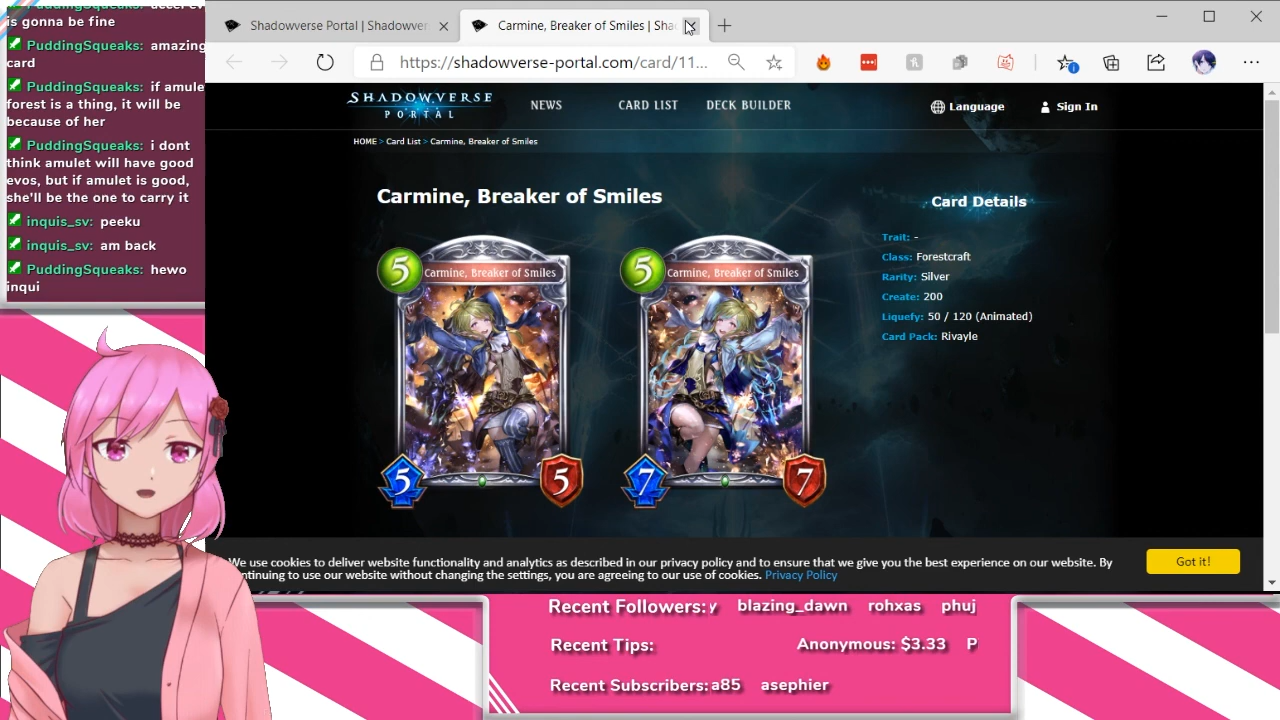 is gonna be fine
PuddingSqueaks: amazing
card
PuddingSqueaks: if amule
forest is a thing, it will be
because of her
PuddingSqueaks: i dont
think amulet will have good
evos, but if amulet is good,
she'll be the one to carry it
inquis_sv: peeku
inquis_sv: am back
PuddingSqueaks: hewo
inqui
Shadowverse Portal | Shadowver
Carmine, Breaker of Smiles | Sha
https://shadowverse-portal.com/card/11...
SHADOWVERSE
PORTAL
NEWS
CARD LIST
DECK BUILDER
Language
Sign In
HOME > Card List > Carmine, Breaker of Smiles
Carmine, Breaker of Smiles
5
Carmine, Breaker of Smiles
5
5
5
Carmine, Breaker of Smiles
7
7
Card Details
Trait: -
Class: Forestcraft
Rarity: Silver
Create: 200
Liquefy: 50 / 120 (Animated)
Card Pack: Rivayle
We use cookies to deliver website functionality and analytics as described in our privacy policy and to ensure that we give you the best experience on our website. By
ntinuing to use our website without changing the settings, you are agreeing to our use of cookies. Privacy Policy
Got it!
Recent Followers: y blazing_dawn rohxas phuj
Recent Tips: Anonymous: $3.33 P
Recent Subscribers: a85 asephier